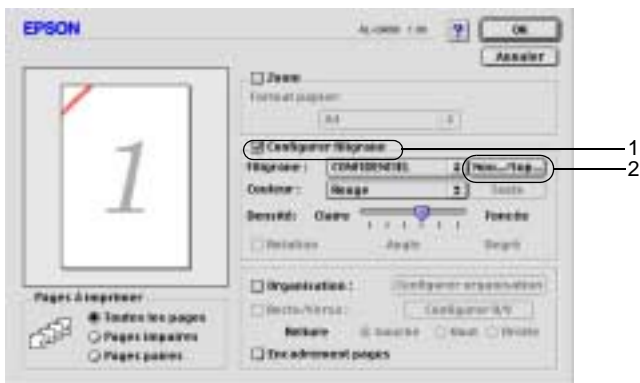 EPSON
?
OK
Annuler
Zoom
Format papier:
A4
1
Configurer filigrane
1
Filigrane :
CONFIDENTIEL
Nou.../Sup...
2
Couleur :
Rouge
Texte
Densité:
Claire
Foncée
Rotation
Angle
Degré
Organisation :
Configurer organisation
Recto/Verso :
Configurer R/V
Reliure
Gauche
Haut
Droite
Encadrement pages
Pages à imprimer
Toutes les pages
Pages impaires
Pages paires